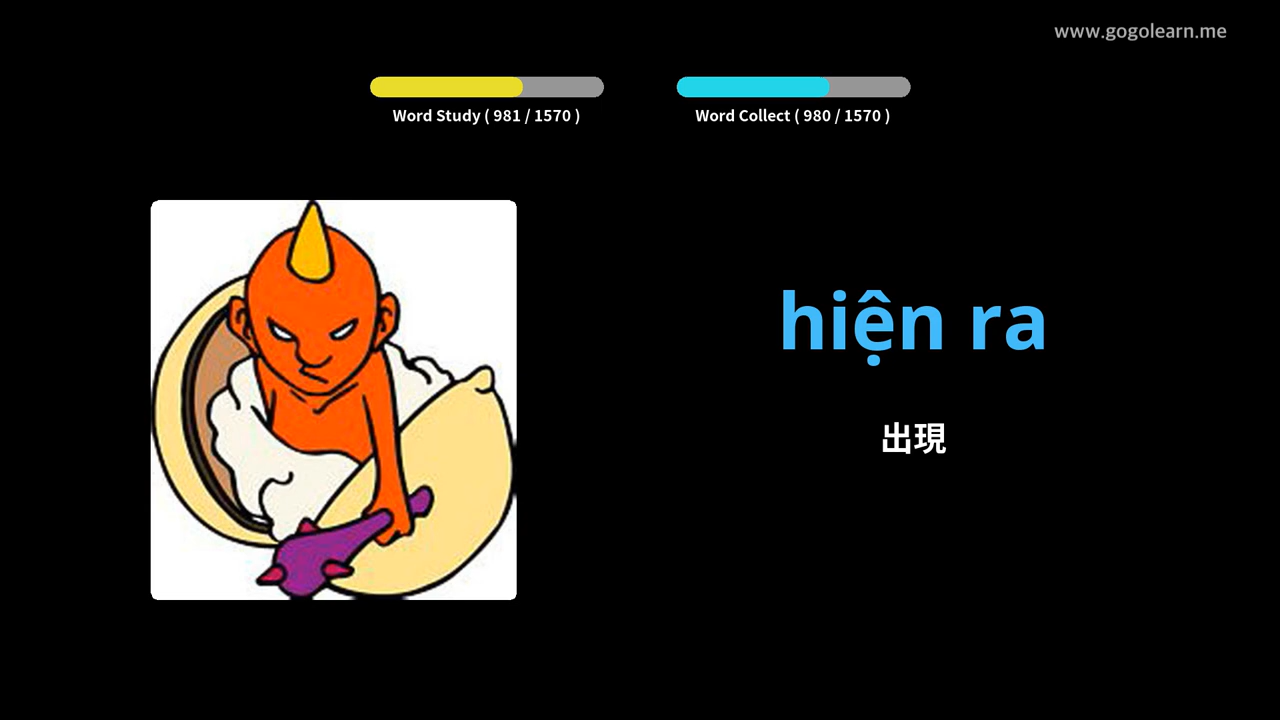 www.gogolearn.me
Word Study ( 981 / 1570 )
Word Collect ( 980 / 1570 )
hiện ra
出現